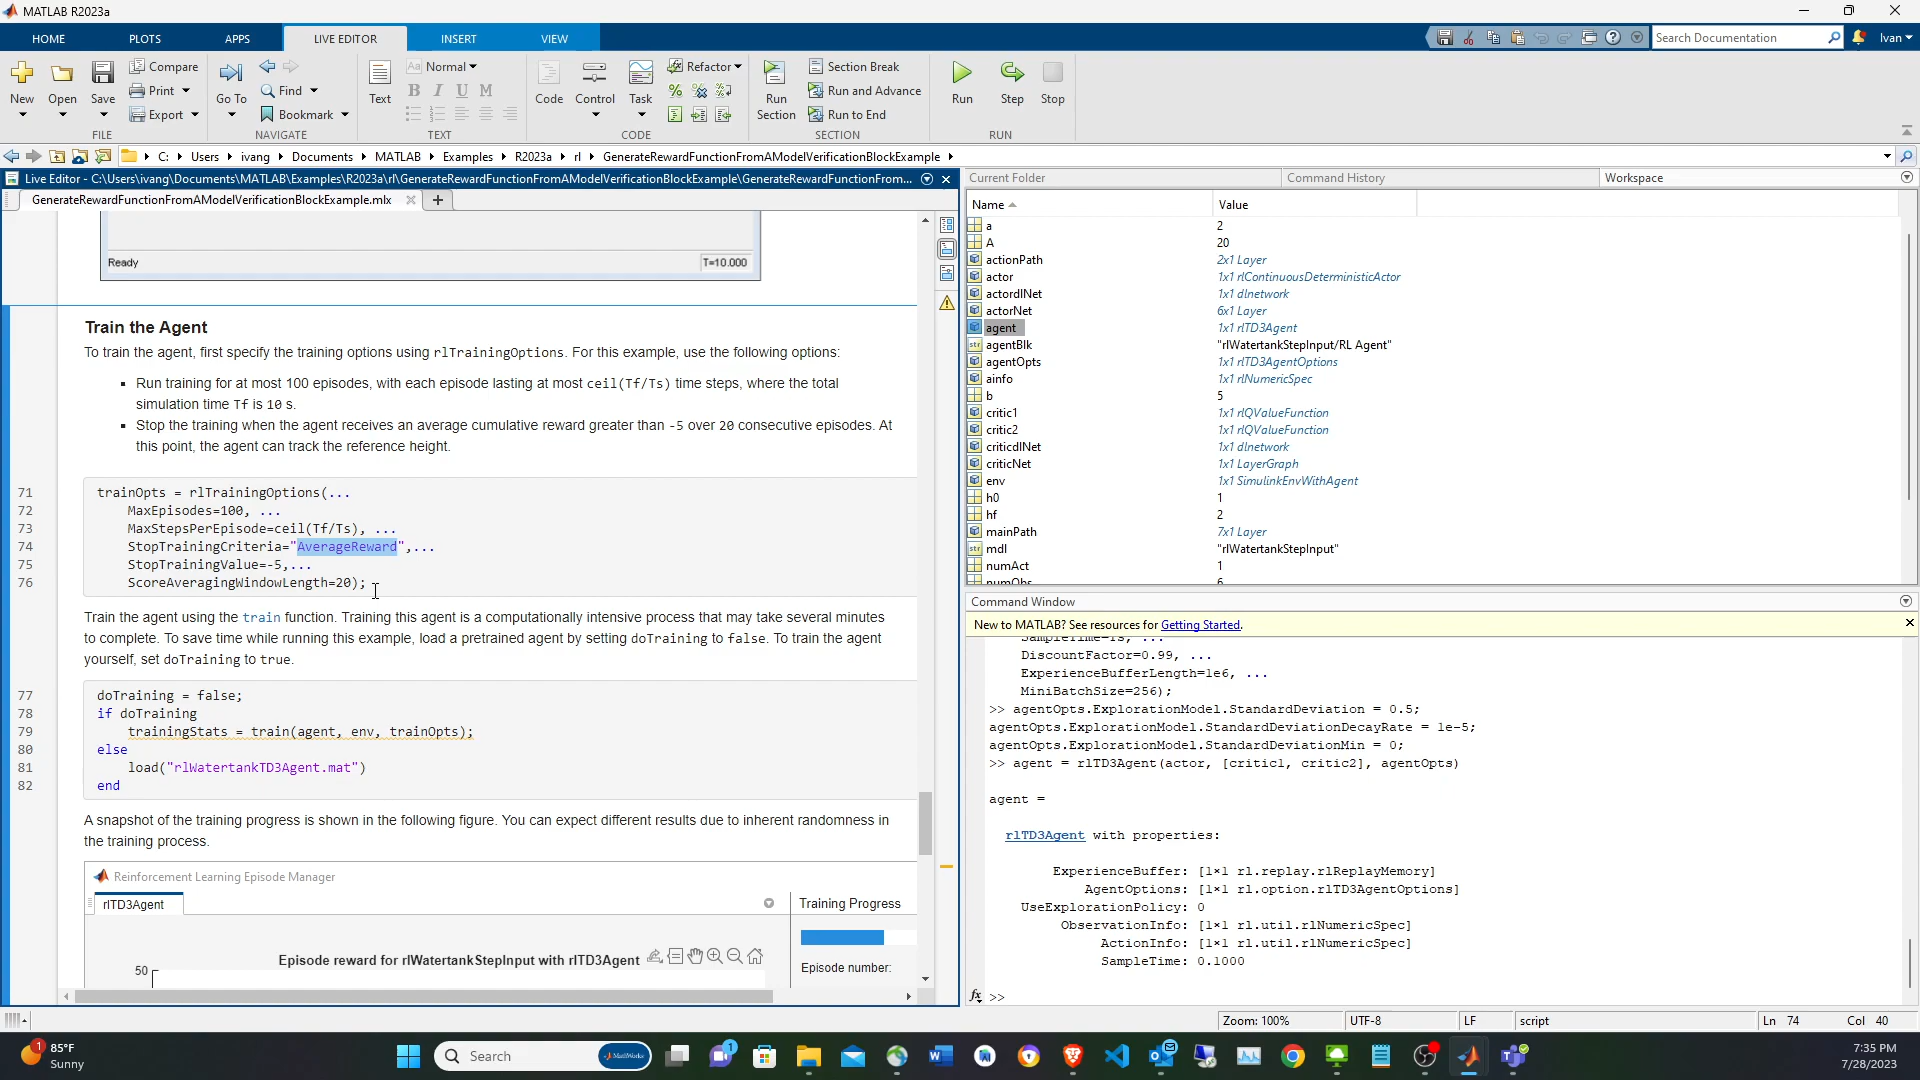 MATLAB R2023a
HOME PLOTS APPS LIVE EDITOR INSERT VIEW
Search Documentation Ivan
New Open Save Compare Print Export
FILE
Go To Find Bookmark
NAVIGATE
Text Aa Normal B I U M
TEXT
Code Control Task Refactor
CODE
Run Section Section Break Run and Advance Run to End
SECTION
Run Step Stop
RUN
C: Users ivang Documents MATLAB Examples R2023a rl GenerateRewardFunctionFromAModelVerificationBlockExample
Live Editor - C:\Users\ivang\Documents\MATLAB\Examples\R2023a\rl\GenerateRewardFunctionFromAModelVerificationBlockExample\GenerateRewardFunctionFrom...
GenerateRewardFunctionFromAModelVerificationBlockExample.mlx
Ready T=10.000
Train the Agent
To train the agent, first specify the training options using rlTrainingOptions. For this example, use the following options:
Run training for at most 100 episodes, with each episode lasting at most ceil(Tf/Ts) time steps, where the total
simulation time Tf is 10 s.
Stop the training when the agent receives an average cumulative reward greater than -5 over 20 consecutive episodes. At
this point, the agent can track the reference height.
71 trainOpts = rlTrainingOptions(...
72 MaxEpisodes=100, ...
73 MaxStepsPerEpisode=ceil(Tf/Ts), ...
74 StopTrainingCriteria="AverageReward",...
75 StopTrainingValue=-5,...
76 ScoreAveragingWindowLength=20);
Train the agent using the train function. Training this agent is a computationally intensive process that may take several minutes
to complete. To save time while running this example, load a pretrained agent by setting doTraining to false. To train the agent
yourself, set doTraining to true.
77 doTraining = false;
78 if doTraining
79 trainingStats = train(agent, env, trainOpts);
80 else
81 load("rlWatertankTD3Agent.mat")
82 end
A snapshot of the training progress is shown in the following figure. You can expect different results due to inherent randomness in
the training process.
Reinforcement Learning Episode Manager
rlTD3Agent
Training Progress
Episode reward for rlWatertankStepInput with rlTD3Agent
Episode number:
50
Current Folder Command History Workspace
Name Value
a 2
A 20
actionPath 2x1 Layer
actor 1x1 rlContinuousDeterministicActor
actordlNet 1x1 dlnetwork
actorNet 6x1 Layer
agent 1x1 rlTD3Agent
agentBlk "rlWatertankStepInput/RL Agent"
agentOpts 1x1 rlTD3AgentOptions
ainfo 1x1 rlNumericSpec
b 5
critic1 1x1 rlQValueFunction
critic2 1x1 rlQValueFunction
criticdlNet 1x1 dlnetwork
criticNet 1x1 LayerGraph
env 1x1 SimulinkEnvWithAgent
h0 1
hf 2
mainPath 7x1 Layer
mdl "rlWatertankStepInput"
numAct 1
numObs 6
Command Window
New to MATLAB? See resources for Getting Started.
SampleTime=Ts, ...
DiscountFactor=0.99, ...
ExperienceBufferLength=1e6, ...
MiniBatchSize=256);
>> agentOpts.ExplorationModel.StandardDeviation = 0.5;
agentOpts.ExplorationModel.StandardDeviationDecayRate = 1e-5;
agentOpts.ExplorationModel.StandardDeviationMin = 0;
>> agent = rlTD3Agent(actor, [critic1, critic2], agentOpts)
agent =
rlTD3Agent with properties:
ExperienceBuffer: [1×1 rl.replay.rlReplayMemory]
AgentOptions: [1×1 rl.option.rlTD3AgentOptions]
UseExplorationPolicy: 0
ObservationInfo: [1×1 rl.util.rlNumericSpec]
ActionInfo: [1×1 rl.util.rlNumericSpec]
SampleTime: 0.1000
fx >>
Zoom: 100% UTF-8 LF script Ln 74 Col 40
1 85°F
Sunny
Search MathWorks
1
7:35 PM
7/28/2023